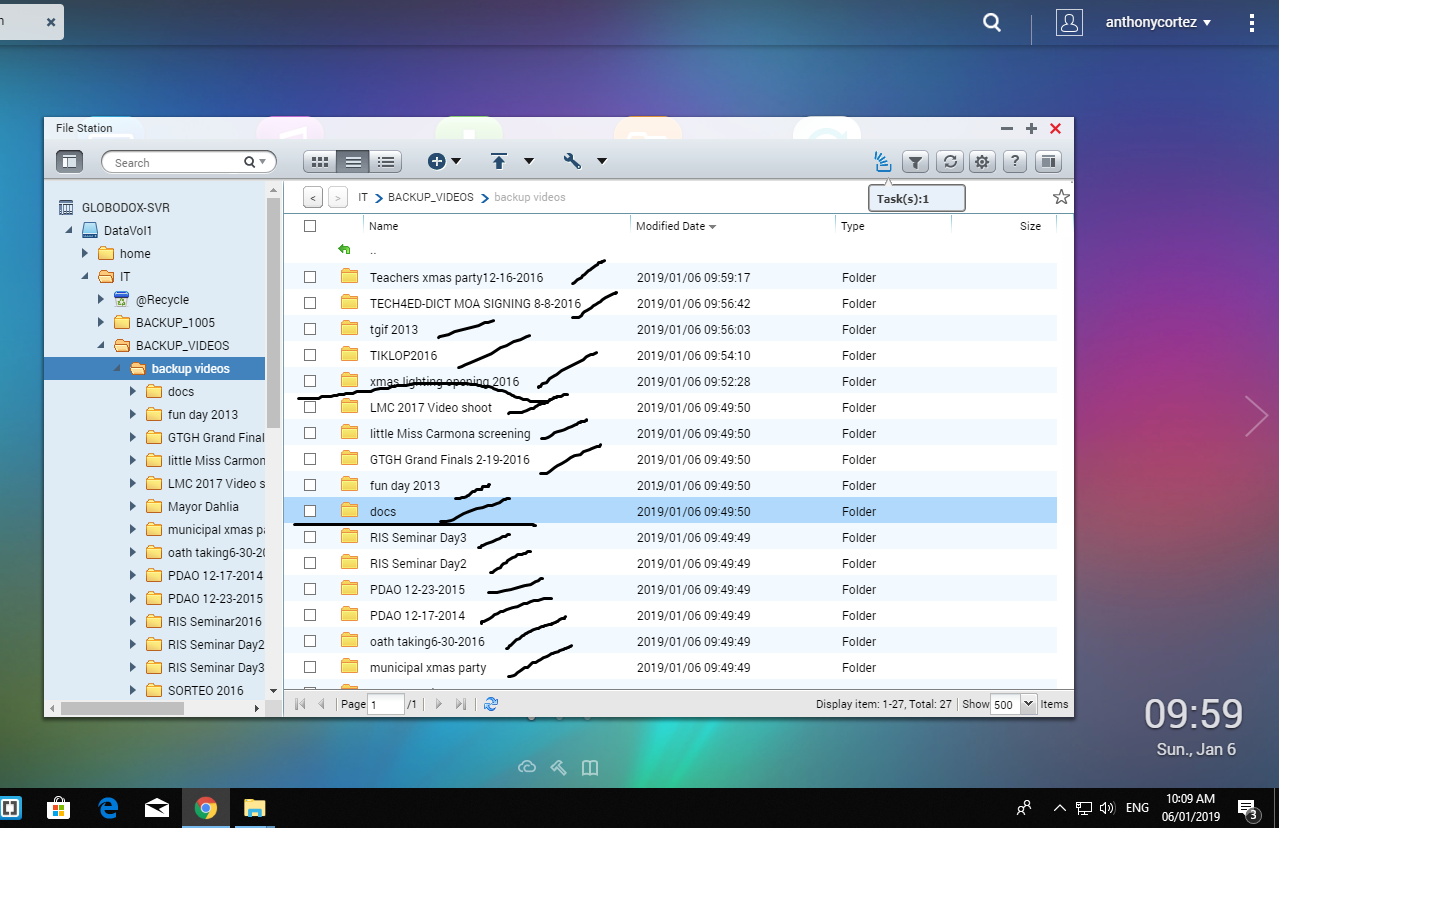 n × anthonycortez
File Station
Search
Task(s):1
GLOBODOX-SVR
DataVol1
home
IT
@Recycle
BACKUP_1005
BACKUP_VIDEOS
backup videos
docs
fun day 2013
GTGH Grand Final
little Miss Carmon
LMC 2017 Video s
Mayor Dahlia
municipal xmas pa
oath taking6-30-20
PDAO 12-17-2014
PDAO 12-23-2015
RIS Seminar2016
RIS Seminar Day2
RIS Seminar Day3
SORTEO 2016
< > IT > BACKUP_VIDEOS > backup videos
Name Modified Date Type Size
..
Teachers xmas party12-16-2016 2019/01/06 09:59:17 Folder
TECH4ED-DICT MOA SIGNING 8-8-2016 2019/01/06 09:56:42 Folder
tgif 2013 2019/01/06 09:56:03 Folder
TIKLOP2016 2019/01/06 09:54:10 Folder
xmas lighting opening 2016 2019/01/06 09:52:28 Folder
LMC 2017 Video shoot 2019/01/06 09:49:50 Folder
little Miss Carmona screening 2019/01/06 09:49:50 Folder
GTGH Grand Finals 2-19-2016 2019/01/06 09:49:50 Folder
fun day 2013 2019/01/06 09:49:50 Folder
docs 2019/01/06 09:49:50 Folder
RIS Seminar Day3 2019/01/06 09:49:49 Folder
RIS Seminar Day2 2019/01/06 09:49:49 Folder
PDAO 12-23-2015 2019/01/06 09:49:49 Folder
PDAO 12-17-2014 2019/01/06 09:49:49 Folder
oath taking6-30-2016 2019/01/06 09:49:49 Folder
municipal xmas party 2019/01/06 09:49:49 Folder
Page 1 /1 Display item: 1-27, Total: 27 Show 500 Items
09:59
Sun., Jan 6
ENG
10:09 AM
06/01/2019
3